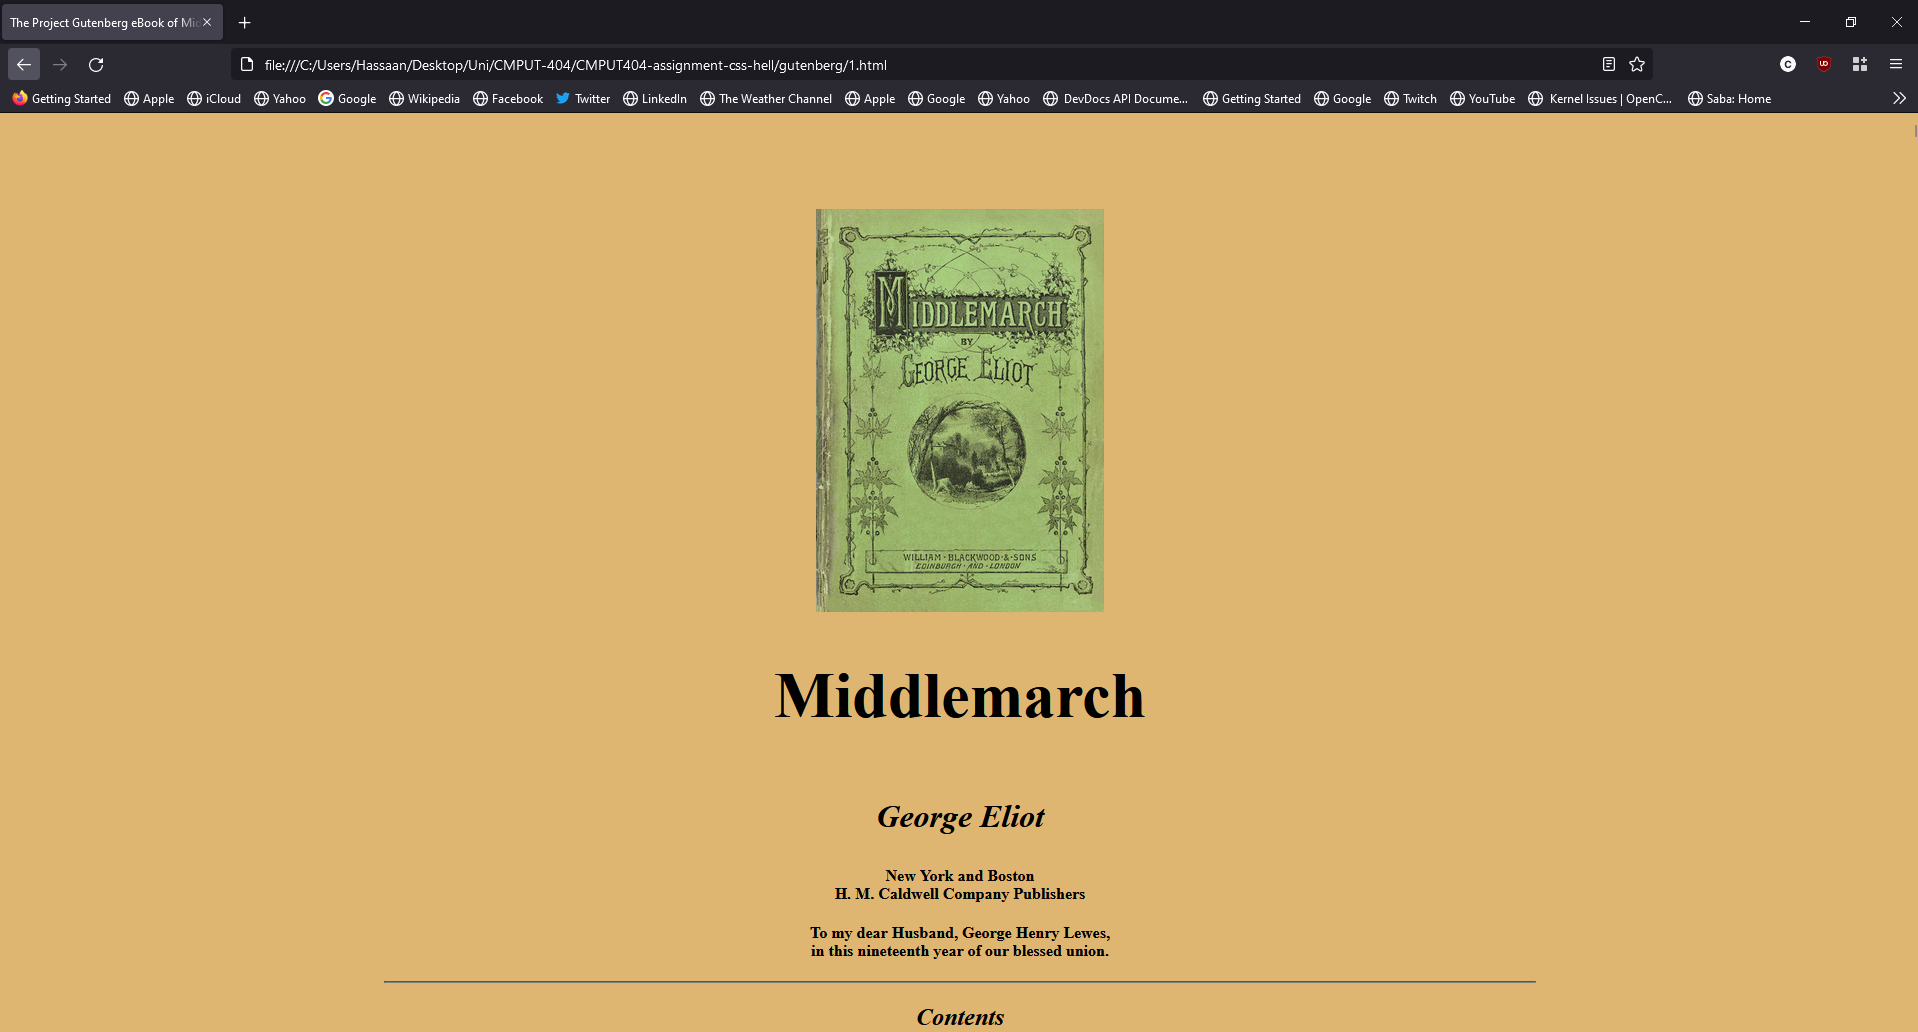 The Project Gutenberg eBook of Mi
file:///C:/Users/Hassaan/Desktop/Uni/CMPUT-404/CMPUT404-assignment-css-hell/gutenberg/1.html
Getting Started Apple iCloud Yahoo Google Wikipedia Facebook Twitter LinkedIn The Weather Channel Apple Google Yahoo DevDocs API Docume... Getting Started Google Twitch YouTube Kernel Issues | OpenC... Saba: Home
MIDDLEMARCH
BY
GEORGE ELIOT
WILLIAM · BLACKWOOD · & · SONS
EDINBURGH · AND · LONDON
Middlemarch
George Eliot
New York and Boston
H. M. Caldwell Company Publishers
To my dear Husband, George Henry Lewes,
in this nineteenth year of our blessed union.
Contents